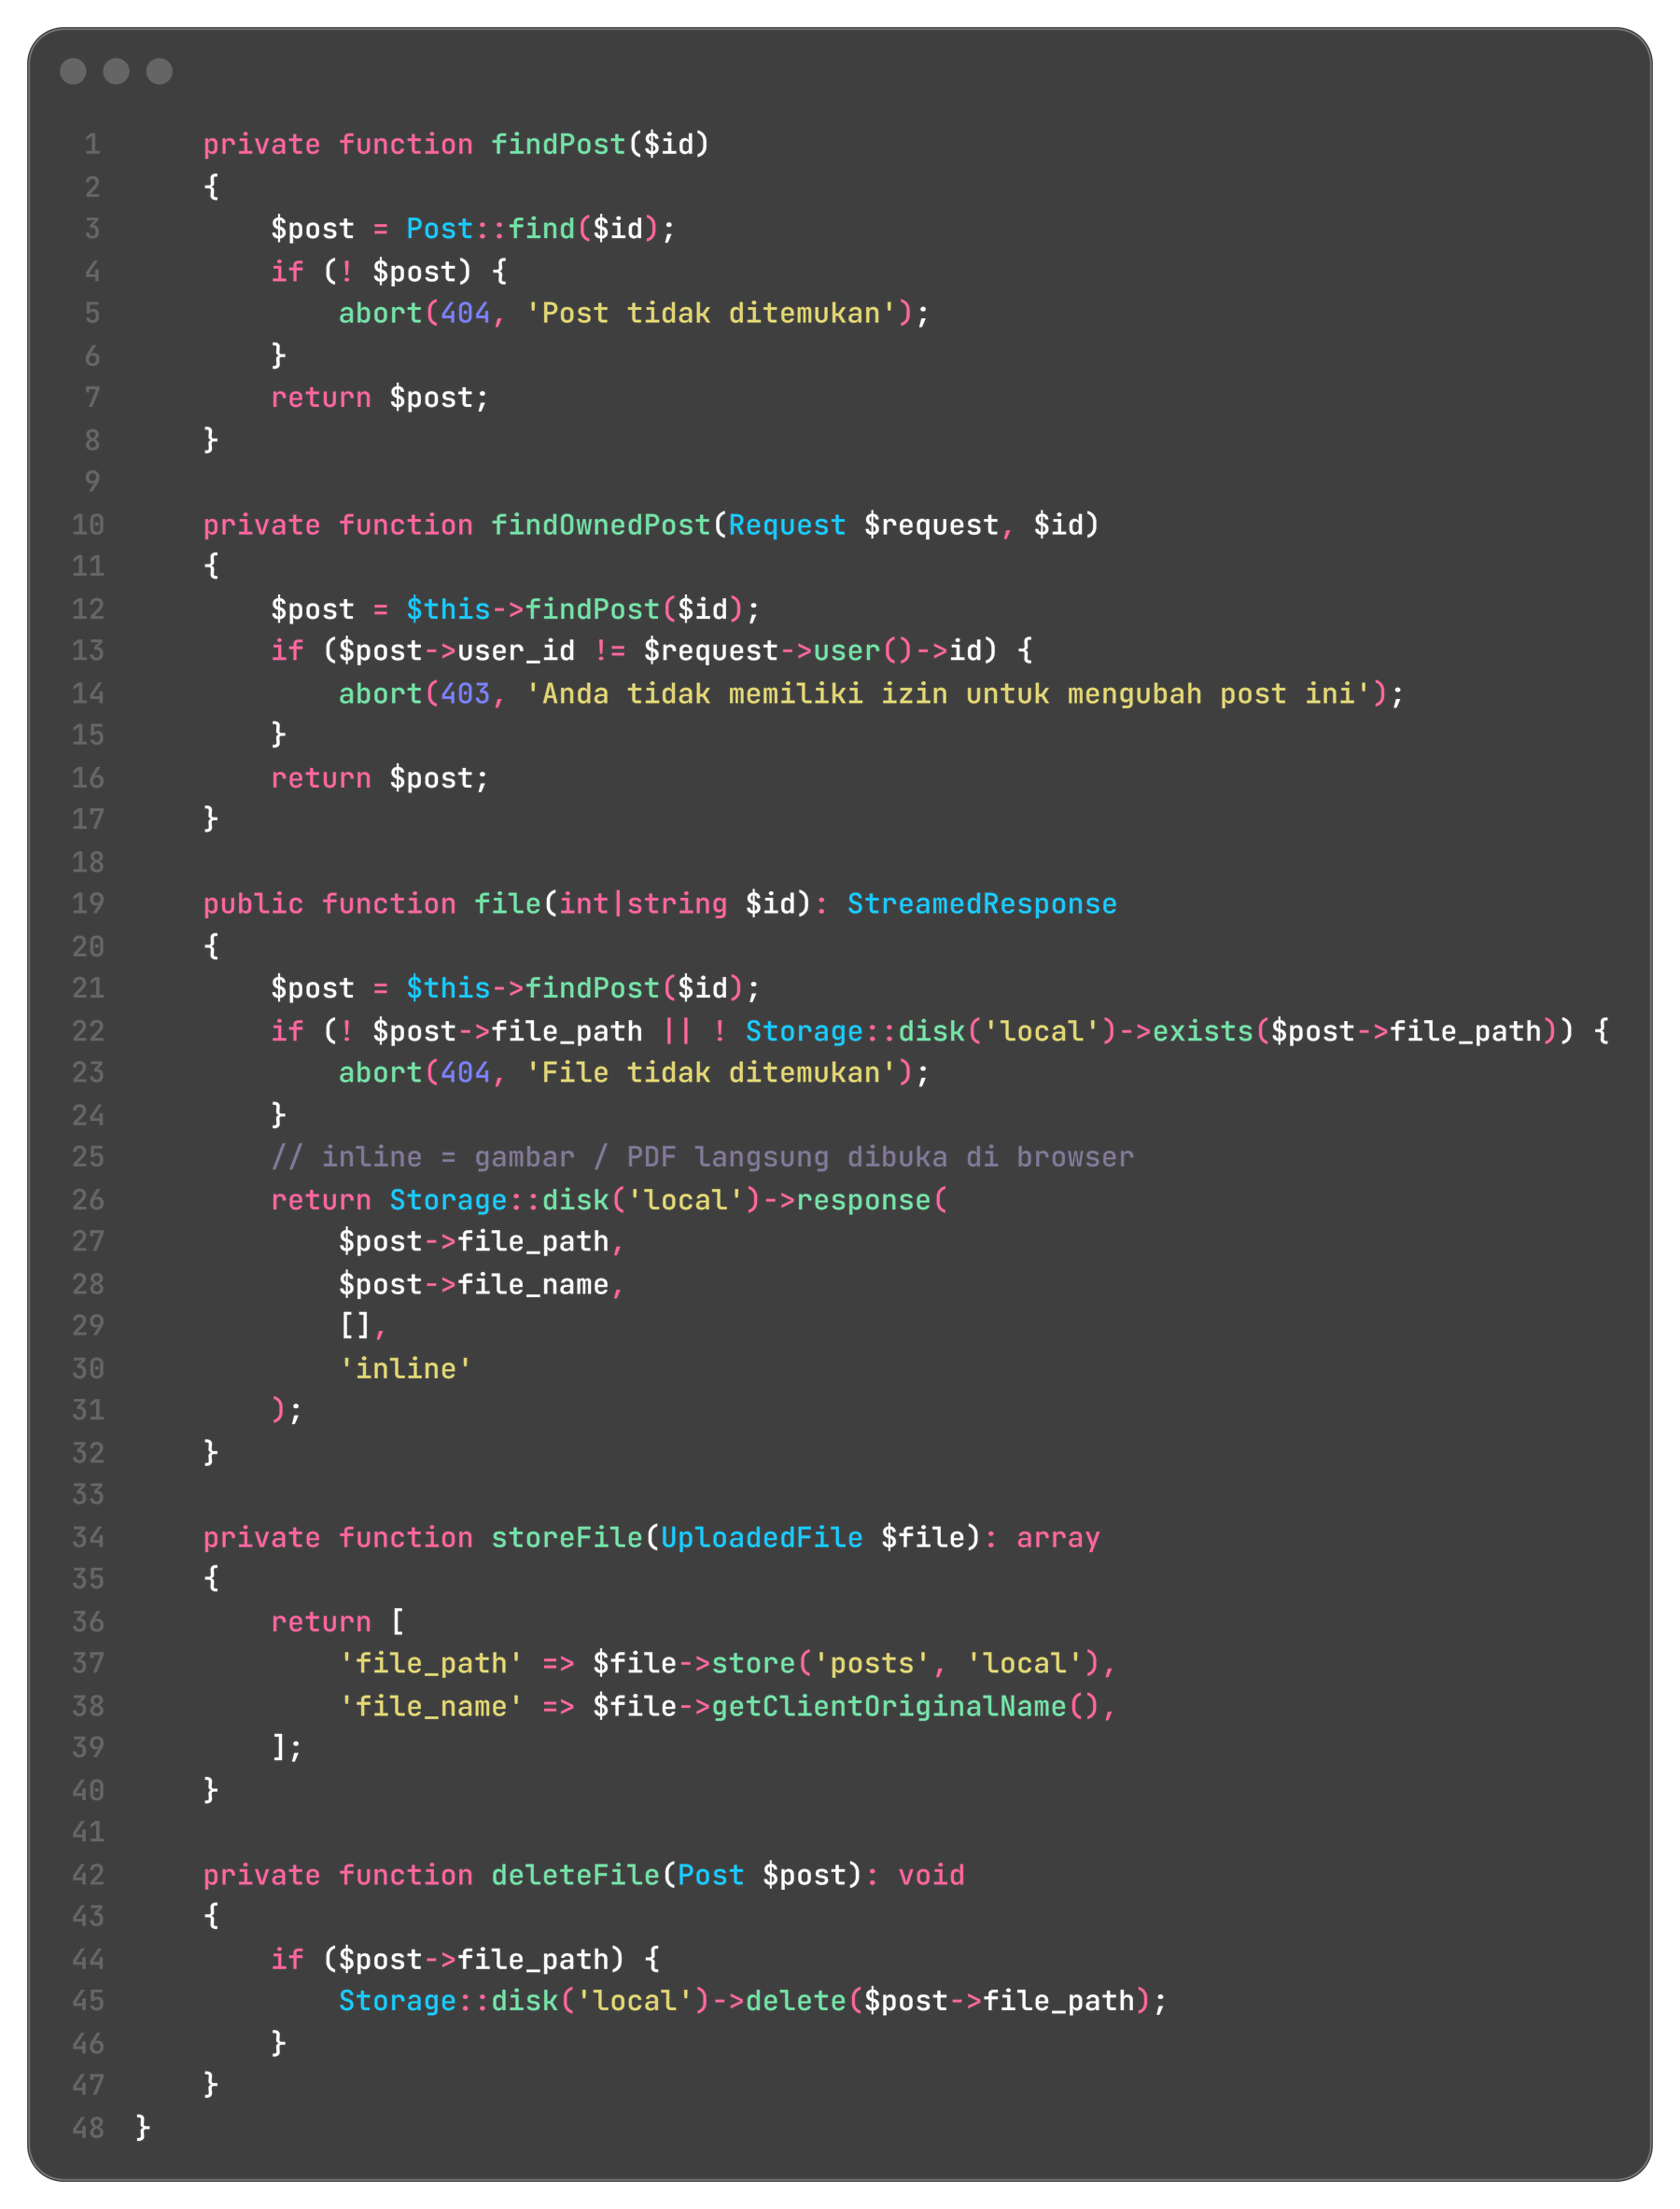 1 private function findPost($id)
2 {
3 $post = Post::find($id);
4 if (! $post) {
5 abort(404, 'Post tidak ditemukan');
6 }
7 return $post;
8 }
9
10 private function findOwnedPost(Request $request, $id)
11 {
12 $post = $this->findPost($id);
13 if ($post->user_id != $request->user()->id) {
14 abort(403, 'Anda tidak memiliki izin untuk mengubah post ini');
15 }
16 return $post;
17 }
18
19 public function file(int|string $id): StreamedResponse
20 {
21 $post = $this->findPost($id);
22 if (! $post->file_path || ! Storage::disk('local')->exists($post->file_path)) {
23 abort(404, 'File tidak ditemukan');
24 }
25 // inline = gambar / PDF langsung dibuka di browser
26 return Storage::disk('local')->response(
27 $post->file_path,
28 $post->file_name,
29 [],
30 'inline'
31 );
32 }
33
34 private function storeFile(UploadedFile $file): array
35 {
36 return [
37 'file_path' => $file->store('posts', 'local'),
38 'file_name' => $file->getClientOriginalName(),
39 ];
40 }
41
42 private function deleteFile(Post $post): void
43 {
44 if ($post->file_path) {
45 Storage::disk('local')->delete($post->file_path);
46 }
47 }
48 }